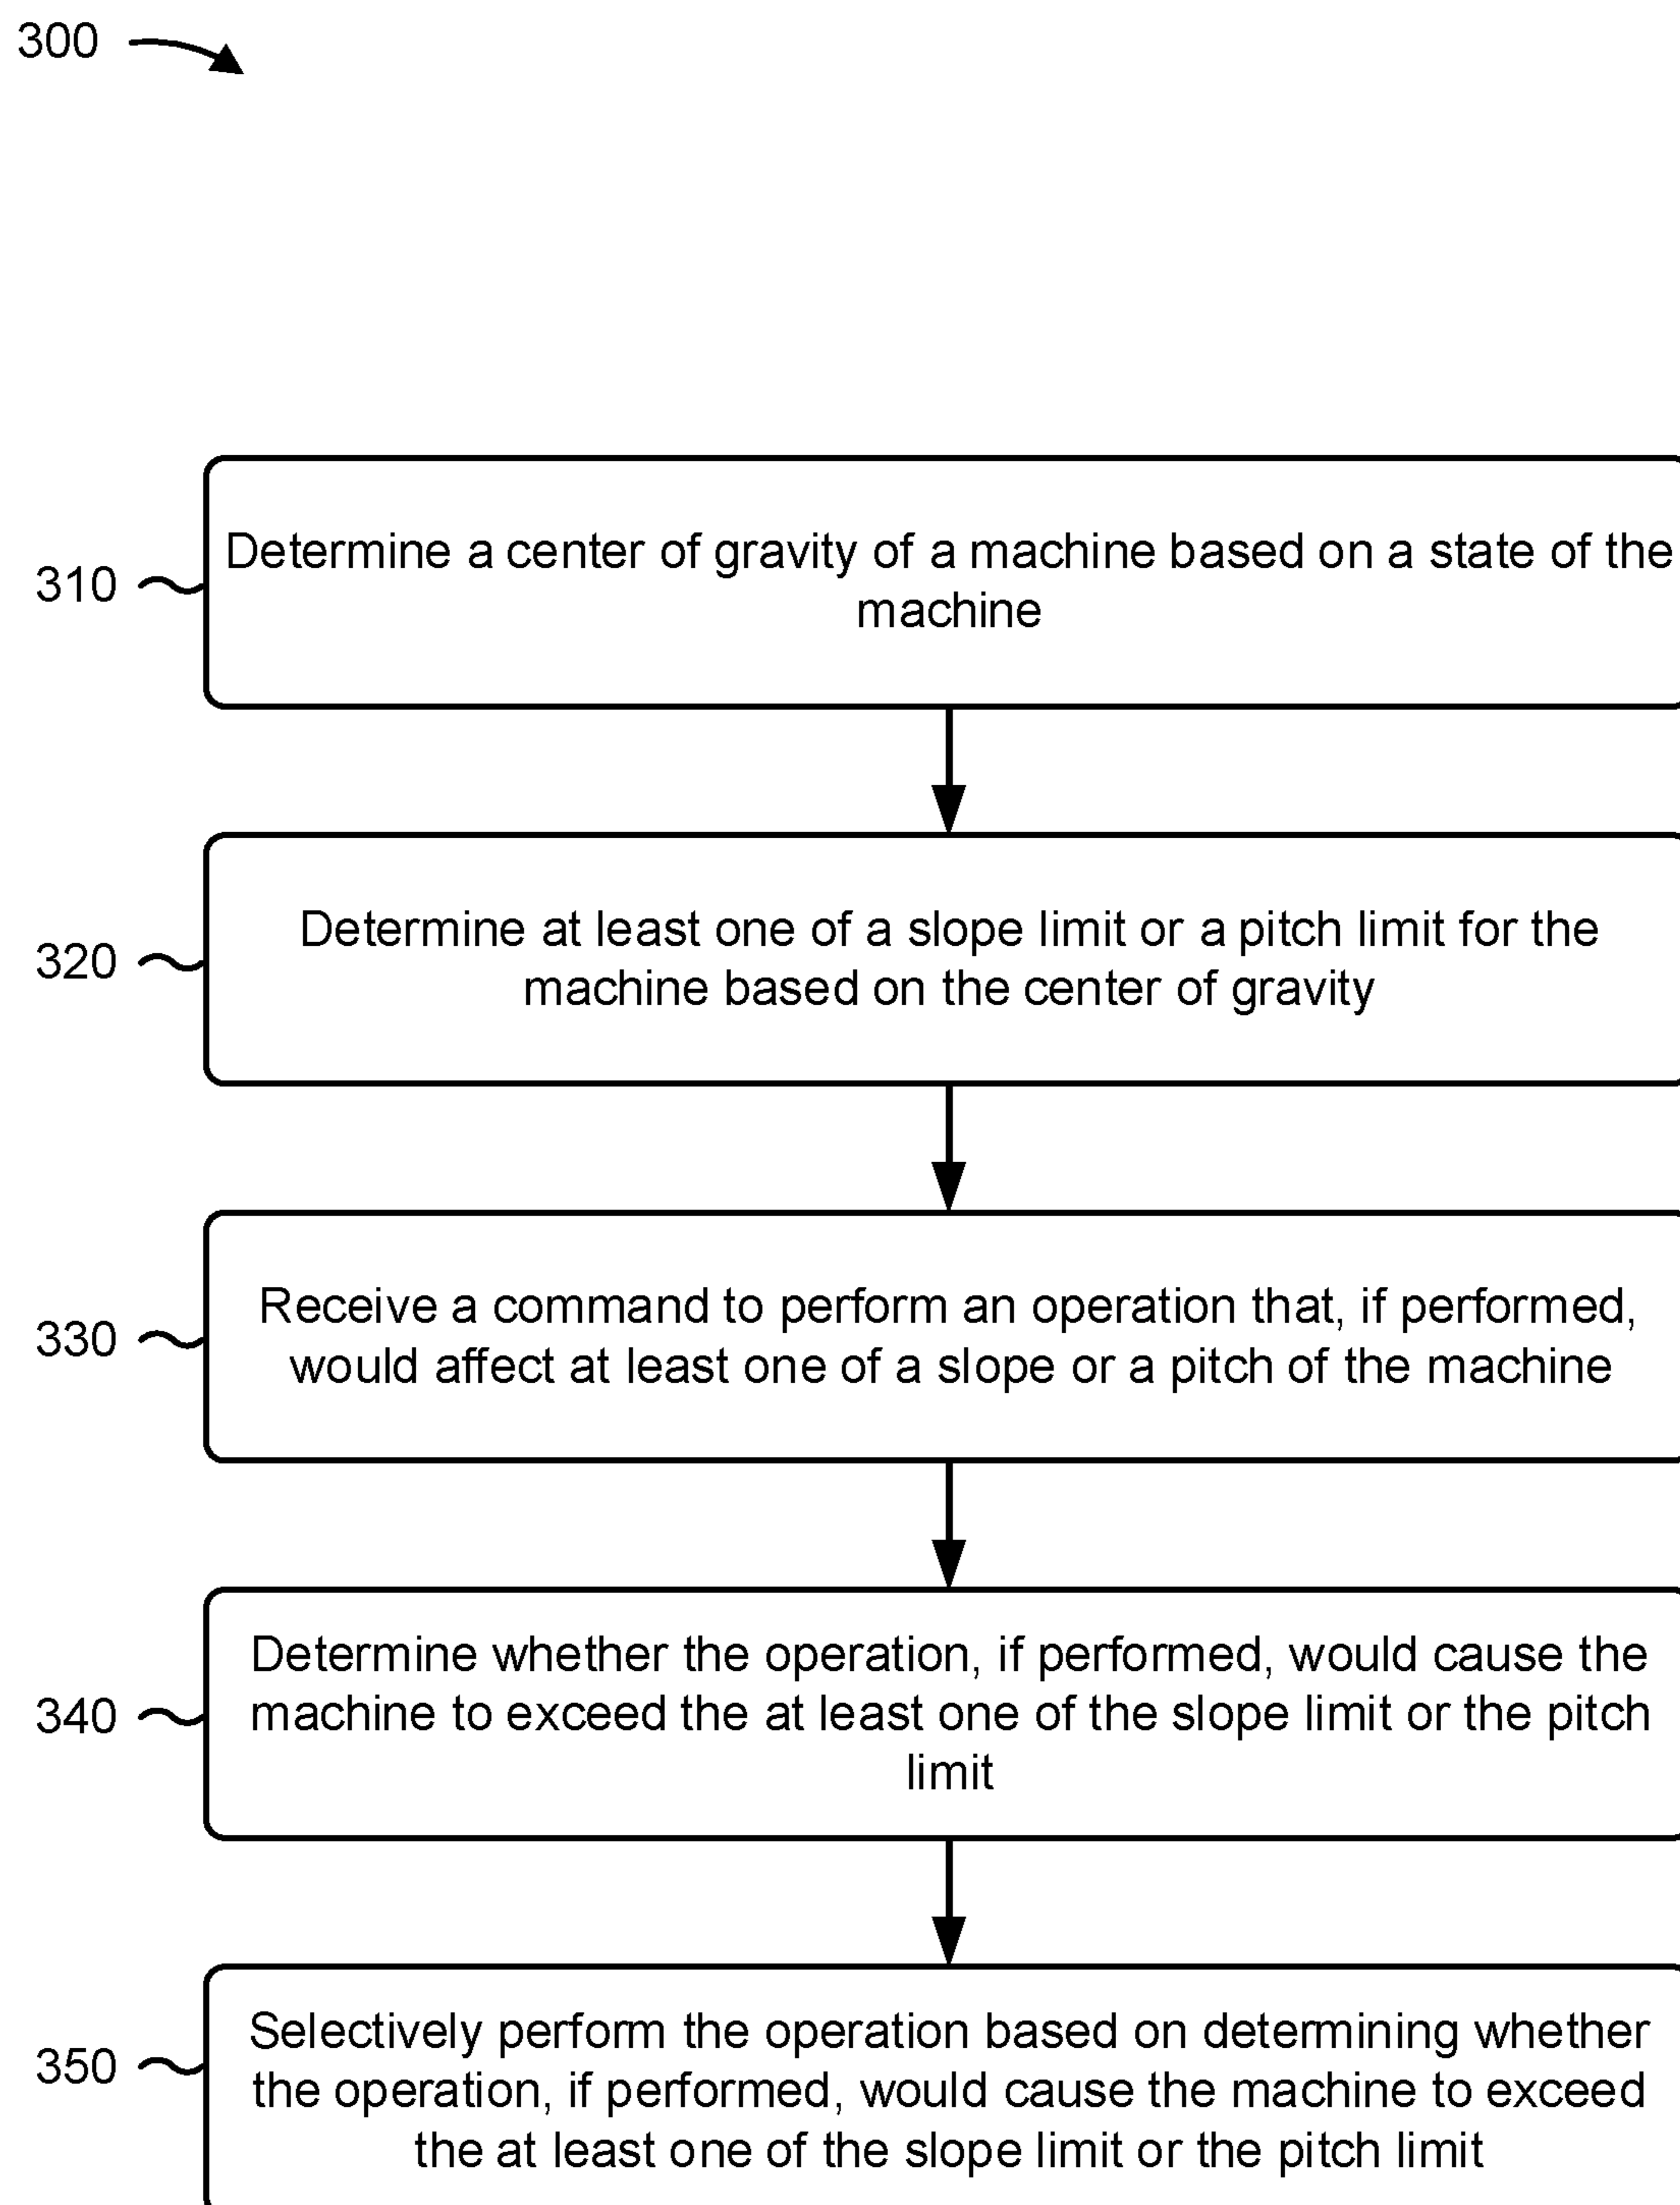 300
310
Determine a center of gravity of a machine based on a state of the
machine
320
Determine at least one of a slope limit or a pitch limit for the
machine based on the center of gravity
330
Receive a command to perform an operation that, if performed,
would affect at least one of a slope or a pitch of the machine
340
Determine whether the operation, if performed, would cause the
machine to exceed the at least one of the slope limit or the pitch
limit
350
Selectively perform the operation based on determining whether
the operation, if performed, would cause the machine to exceed
the at least one of the slope limit or the pitch limit